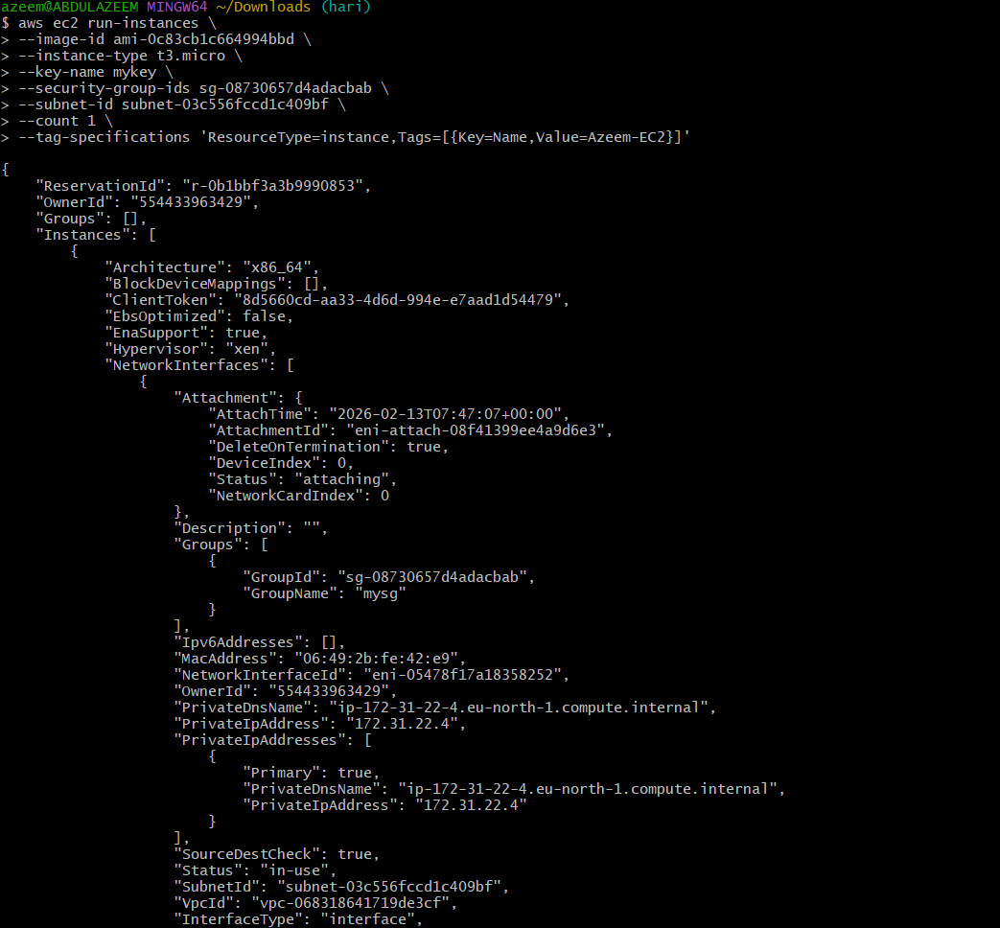 azeem@ABDULAZEEM MINGW64 ~/Downloads (hari)
$ aws ec2 run-instances \
> --image-id ami-0c83cb1c664994bbd \
> --instance-type t3.micro \
> --key-name mykey \
> --security-group-ids sg-08730657d4adacbab \
> --subnet-id subnet-03c556fccd1c409bf \
> --count 1 \
> --tag-specifications 'ResourceType=instance,Tags=[{Key=Name,Value=Azeem-EC2}]'

{
    "ReservationId": "r-0b1bbf3a3b9990853",
    "OwnerId": "554433963429",
    "Groups": [],
    "Instances": [
        {
            "Architecture": "x86_64",
            "BlockDeviceMappings": [],
            "ClientToken": "8d5660cd-aa33-4d6d-994e-e7aad1d54479",
            "EbsOptimized": false,
            "EnaSupport": true,
            "Hypervisor": "xen",
            "NetworkInterfaces": [
                {
                    "Attachment": {
                        "AttachTime": "2026-02-13T07:47:07+00:00",
                        "AttachmentId": "eni-attach-08f41399ee4a9d6e3",
                        "DeleteOnTermination": true,
                        "DeviceIndex": 0,
                        "Status": "attaching",
                        "NetworkCardIndex": 0
                    },
                    "Description": "",
                    "Groups": [
                        {
                            "GroupId": "sg-08730657d4adacbab",
                            "GroupName": "mysg"
                        }
                    ],
                    "Ipv6Addresses": [],
                    "MacAddress": "06:49:2b:fe:42:e9",
                    "NetworkInterfaceId": "eni-05478f17a18358252",
                    "OwnerId": "554433963429",
                    "PrivateDnsName": "ip-172-31-22-4.eu-north-1.compute.internal",
                    "PrivateIpAddress": "172.31.22.4",
                    "PrivateIpAddresses": [
                        {
                            "Primary": true,
                            "PrivateDnsName": "ip-172-31-22-4.eu-north-1.compute.internal",
                            "PrivateIpAddress": "172.31.22.4"
                        }
                    ],
                    "SourceDestCheck": true,
                    "Status": "in-use",
                    "SubnetId": "subnet-03c556fccd1c409bf",
                    "VpcId": "vpc-068318641719de3cf",
                    "InterfaceType": "interface",